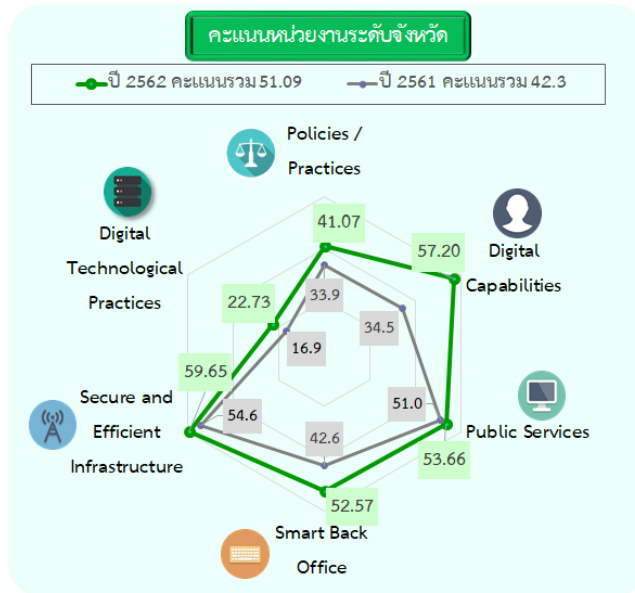 คะแนนหน่วยงานระดับจังหวัด
ปี 2562 คะแนนรวม 51.09 ปี 2561 คะแนนรวม 42.3
Policies /
Practices
41.07
57.20
Digital
Capabilities
Digital
Technological
Practices
22.73
33.9
34.5
16.9
59.65
Secure and
Efficient
Infrastructure
54.6
51.0
Public Services
53.66
42.6
52.57
Smart Back
Office